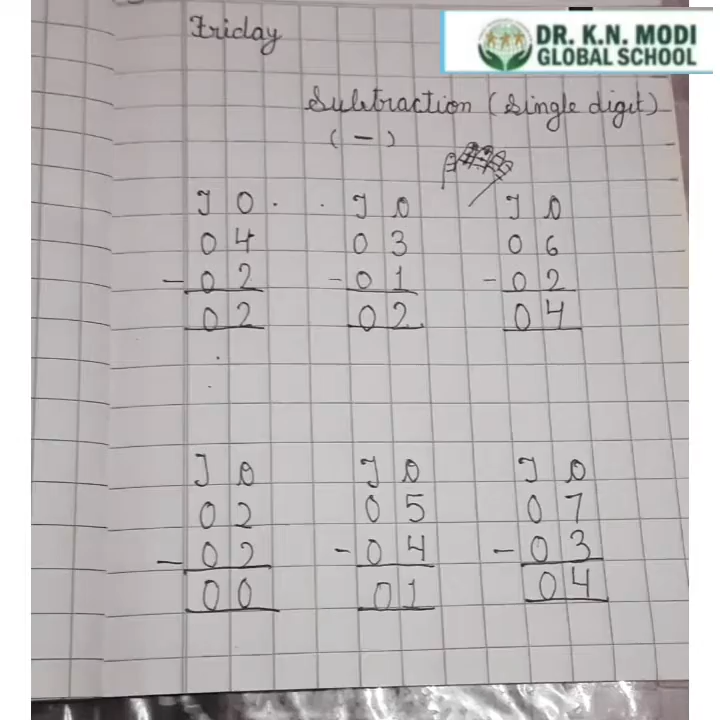 Friday
DR. K.N. MODI
GLOBAL SCHOOL
Subtraction (Single digit)
(-)
T O T O T O
0 4 0 3 0 6
- 0 2 - 0 1 - 0 2
0 2 0 2 0 4
T O T O T O
0 2 0 5 0 7
- 0 2 - 0 4 - 0 3
0 0 0 1 0 4